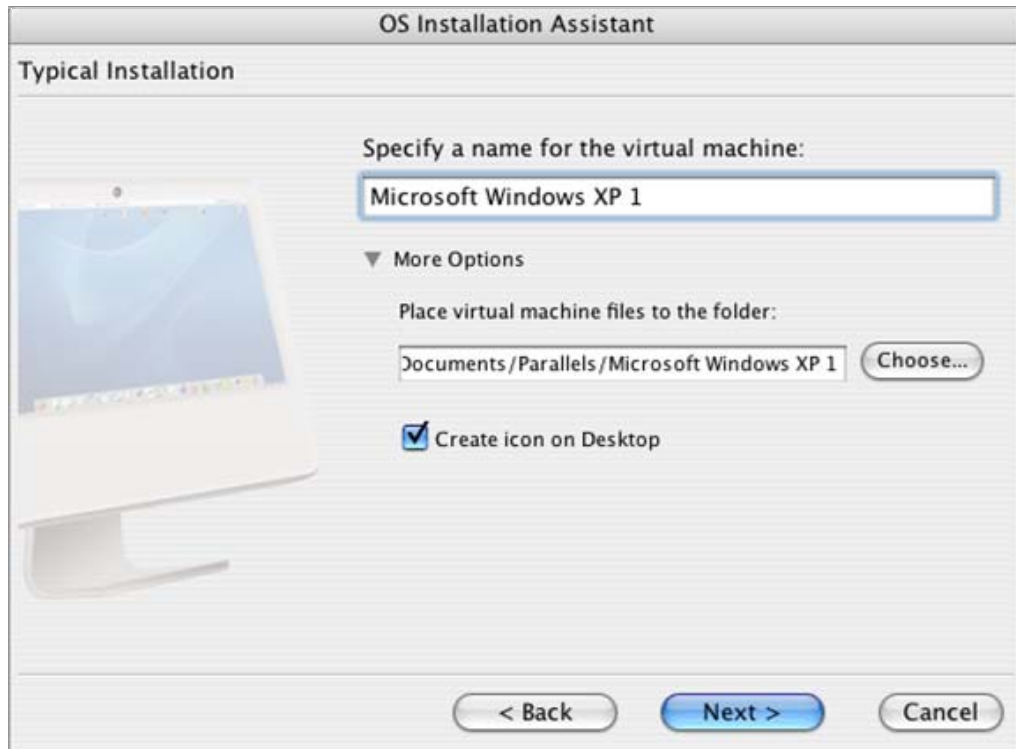 OS Installation Assistant
Typical Installation
Specify a name for the virtual machine:
Microsoft Windows XP 1
More Options
Place virtual machine files to the folder:
Documents/Parallels/Microsoft Windows XP 1
Choose...
Create icon on Desktop
< Back
Next >
Cancel